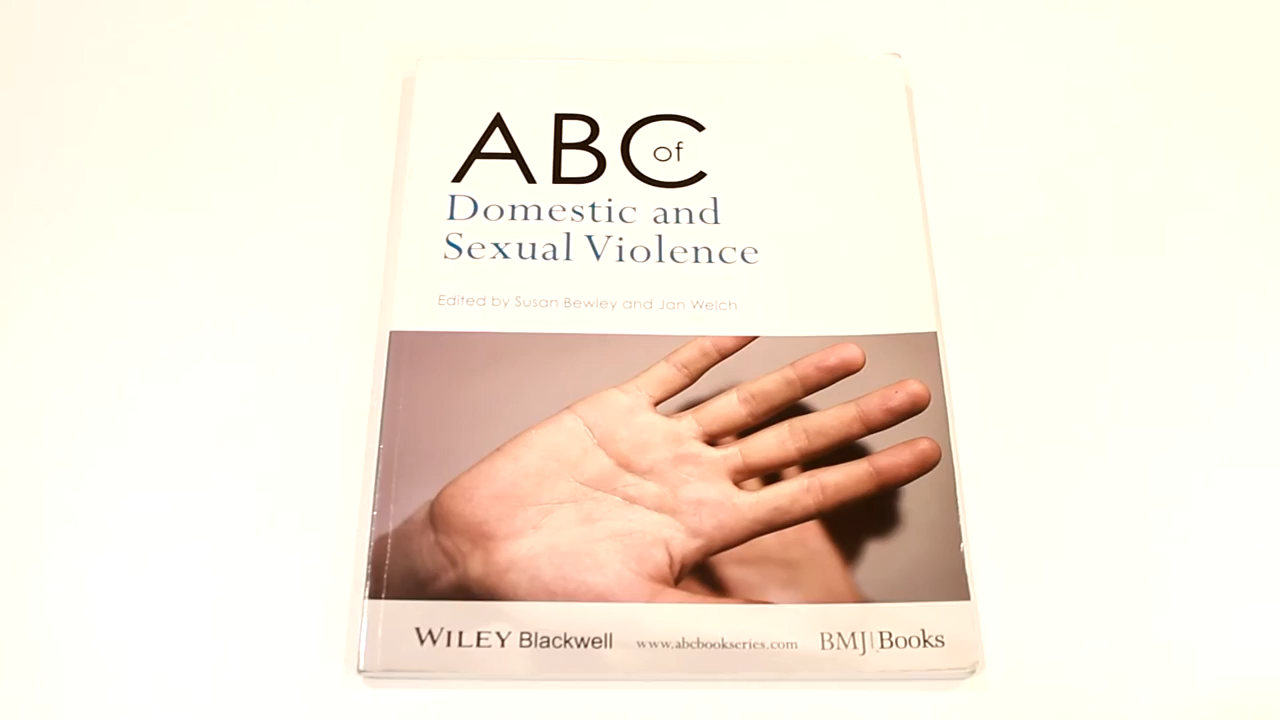 ABC of
Domestic and
Sexual Violence
Edited by Susan Bewley and Jan Welch
WILEY Blackwell www.abcbookseries.com BMJ|Books